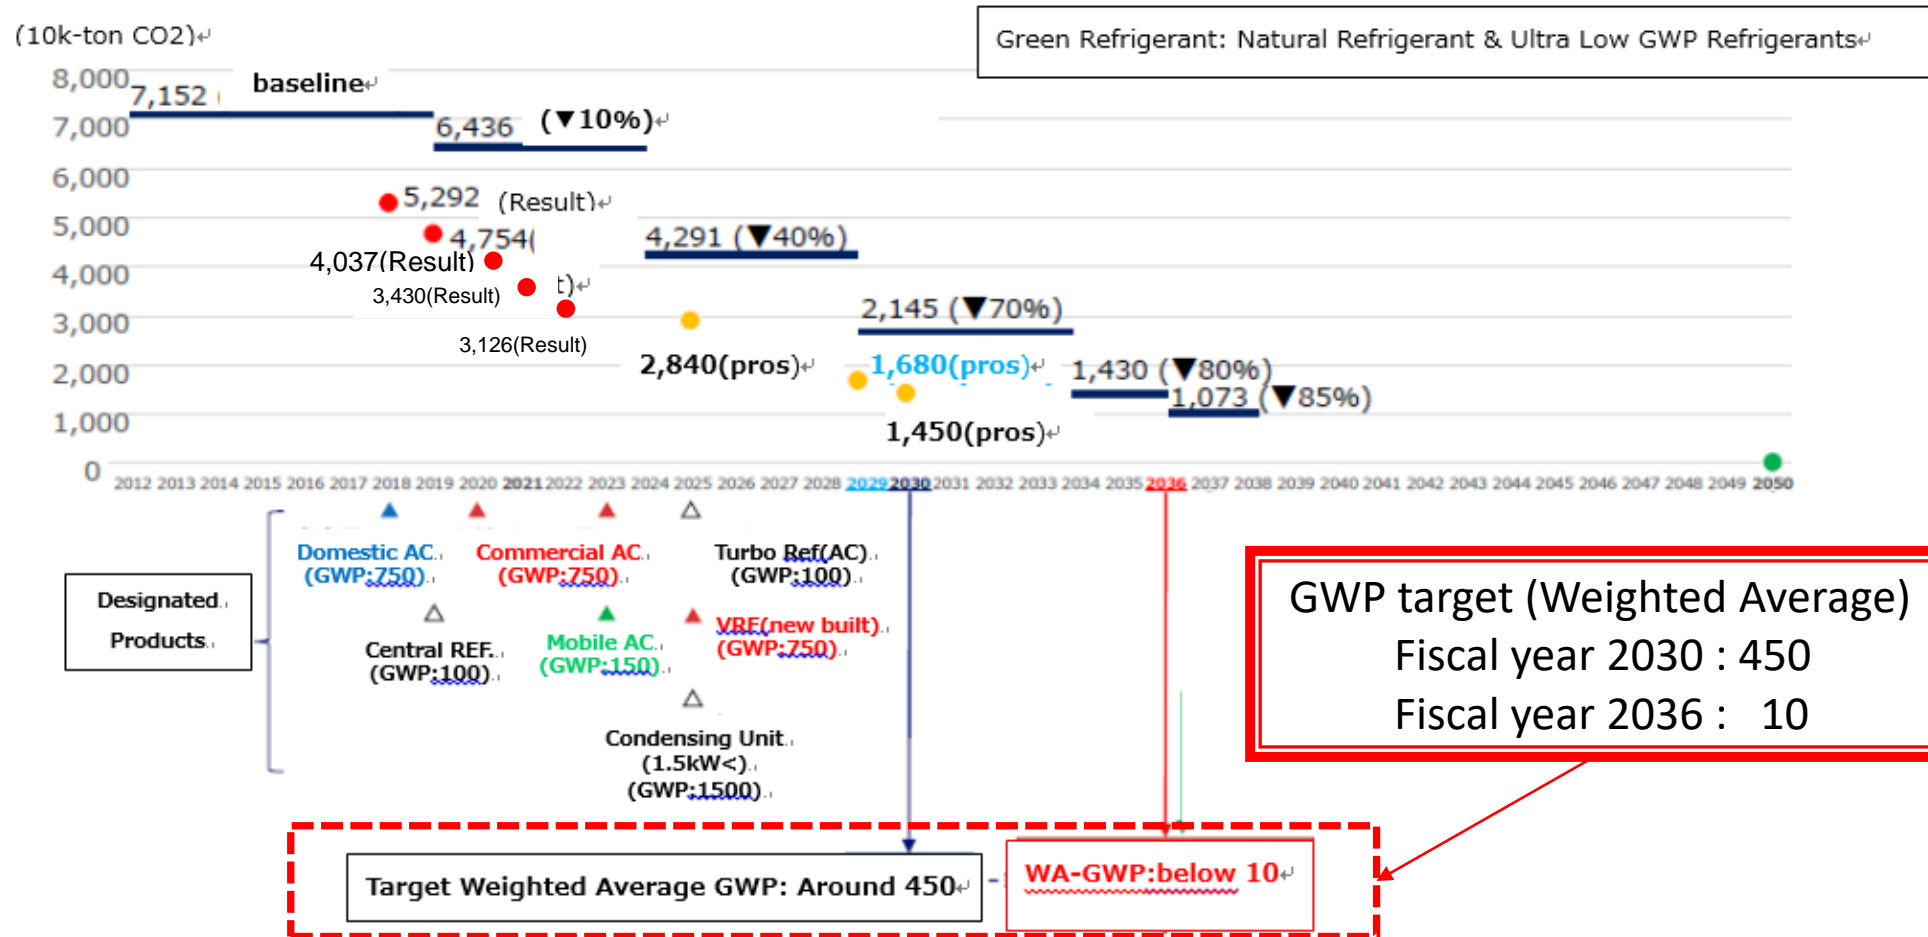 (10k-ton CO2)
Green Refrigerant: Natural Refrigerant & Ultra Low GWP Refrigerants
8,000
7,152
baseline
7,000
6,436
(▼10%)
6,000
5,292
(Result)
5,000
4,754(
4,291 (▼40%)
4,037(Result)
4,000
3,430(Result)
t)
3,000
2,145 (▼70%)
3,126(Result)
2,840(pros)
1,680(pros)
2,000
1,430 (▼80%)
1,073 (▼85%)
1,000
1,450(pros)
0
2012 2013 2014 2015 2016 2017 2018 2019 2020 2021 2022 2023 2024 2025 2026 2027 2028 2029 2030 2031 2032 2033 2034 2035 2036 2037 2038 2039 2040 2041 2042 2043 2044 2045 2046 2047 2048 2049 2050
Designated
Products
Domestic AC
(GWP:750)
Commercial AC
(GWP:750)
Turbo Ref(AC)
(GWP:100)
Central REF.
(GWP:100)
Mobile AC
(GWP:150)
VRF(new built)
(GWP:750)
Condensing Unit
(1.5kW<)
(GWP:1500)
GWP target (Weighted Average)
Fiscal year 2030 : 450
Fiscal year 2036 : 10
Target Weighted Average GWP: Around 450
WA-GWP:below 10